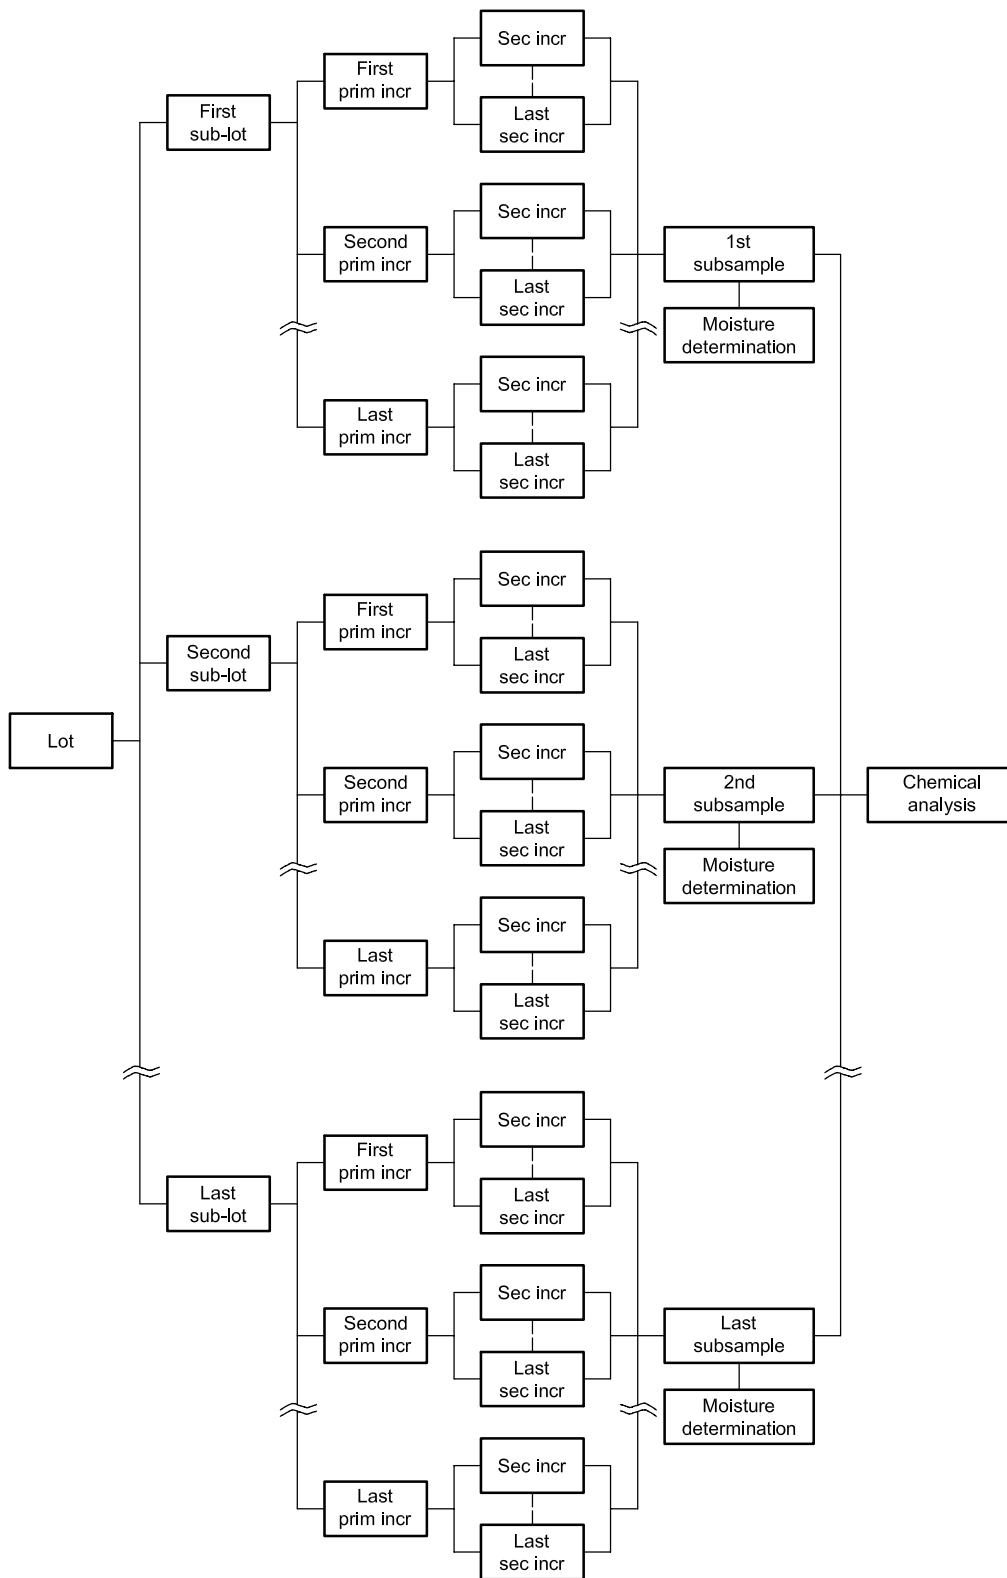 Sec incr
First
prim incr
Last
sec incr
First
sub-lot
Sec incr
Second
prim incr
Last
sec incr
1st
subsample
Moisture
determination
Sec incr
Last
prim incr
Last
sec incr
Sec incr
First
prim incr
Last
sec incr
Second
sub-lot
Lot
Sec incr
Second
prim incr
Last
sec incr
2nd
subsample
Chemical
analysis
Moisture
determination
Sec incr
Last
prim incr
Last
sec incr
Sec incr
First
prim incr
Last
sec incr
Last
sub-lot
Sec incr
Second
prim incr
Last
sec incr
Last
subsample
Moisture
determination
Sec incr
Last
prim incr
Last
sec incr